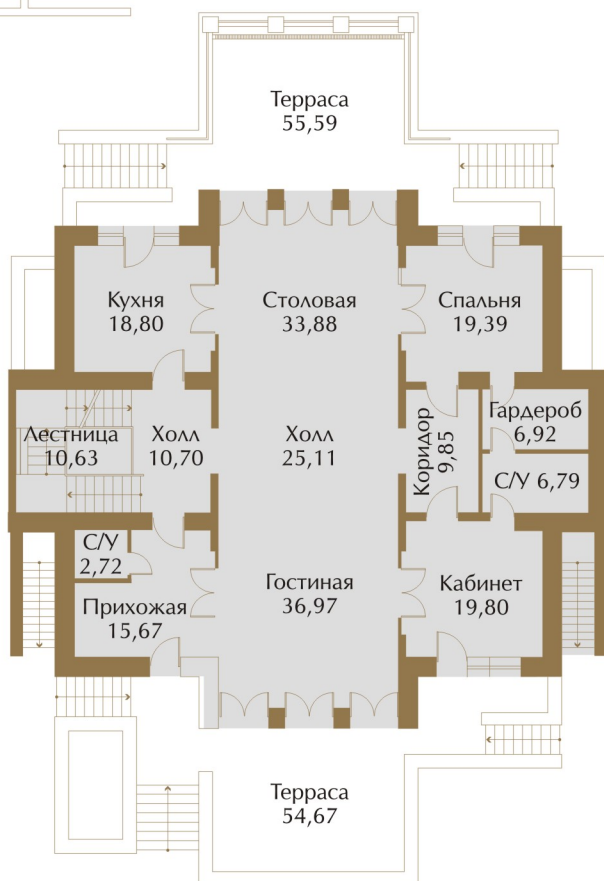 Терраса
55,59
Кухня
18,80
Столовая
33,88
Спальня
19,39
Лестница
10,63
Холл
10,70
Холл
25,11
Коридор
9,85
Гардероб
6,92
С/У 6,79
С/У
2,72
Прихожая
15,67
Гостиная
36,97
Кабинет
19,80
Терраса
54,67